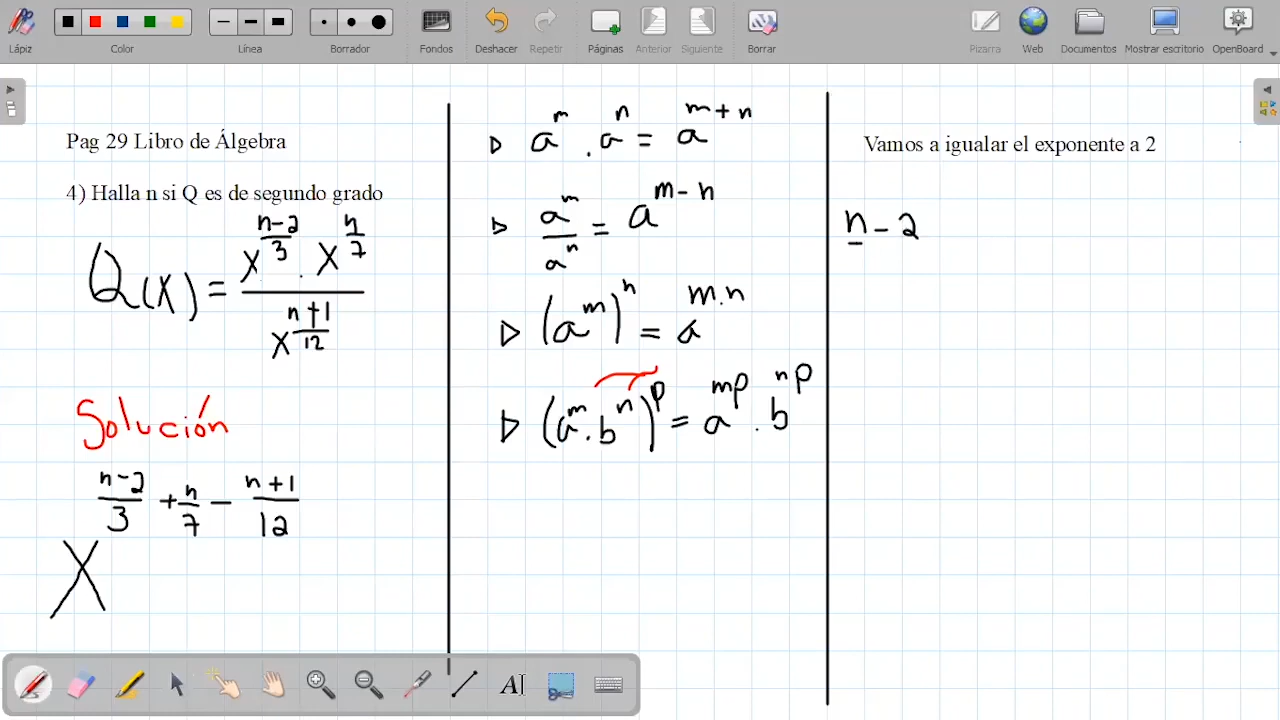 Lápiz Color Línea Borrador Fondos Deshacer Repetir Páginas Anterior Siguiente Borrar Pizarra Web Documentos Mostrar escritorio OpenBoard
Pag 29 Libro de Álgebra
4) Halla n si Q es de segundo grado
Q(x) = (x^((n-2)/3) . x^(n/7)) / x^((n+1)/12)
Solución
x^((n-2)/3 + n/7 - (n+1)/12)
▷ a^m . a^n = a^(m+n)
▷ a^m / a^n = a^(m-n)
▷ (a^m)^n = a^(m.n)
▷ (a^m . b^n)^p = a^(mp) . b^(np)
Vamos a igualar el exponente a 2
n - 2
AI